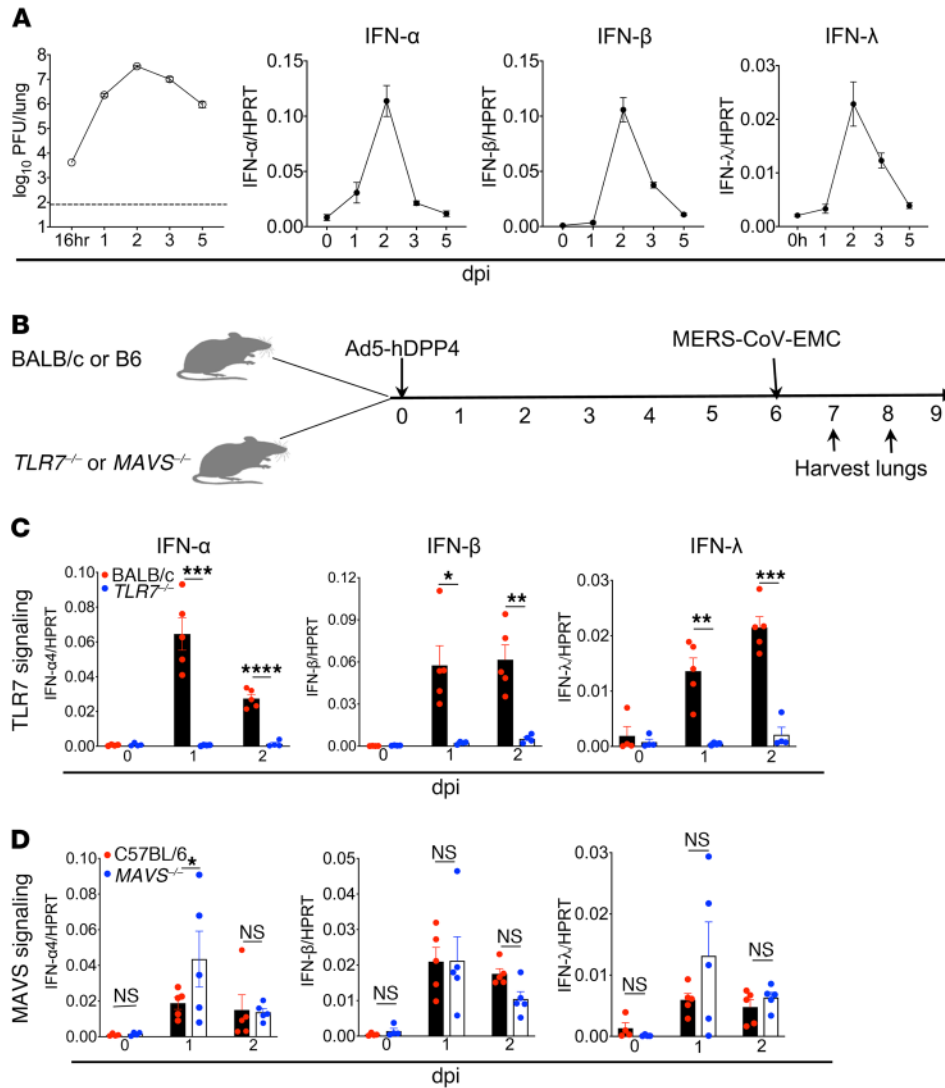 A
IFN-α
IFN-β
IFN-λ
log10 PFU/lung
8
7
6
5
4
3
2
1
16hr 1 2 3 5
IFN-α/HPRT
0.15
0.10
0.05
0.00
0 1 2 3 5
IFN-β/HPRT
0.15
0.10
0.05
0.00
0 1 2 3 5
IFN-λ/HPRT
0.03
0.02
0.01
0.00
0h 1 2 3 5
dpi
B
BALB/c or B6
TLR7–/– or MAVS–/–
Ad5-hDPP4
MERS-CoV-EMC
0 1 2 3 4 5 6 7 8 9
Harvest lungs
C
TLR7 signaling
IFN-α
IFN-α4/HPRT
0.10
0.08
0.06
0.04
0.02
0.00
BALB/c
TLR7–/–
***
****
0 1 2
IFN-β
IFN-β/HPRT
0.12
0.09
0.06
0.03
0.00
*
**
0 1 2
IFN-λ
IFN-λ/HPRT
0.03
0.02
0.01
0.00
**
***
0 1 2
dpi
D
MAVS signaling
IFN-α4/HPRT
0.10
0.08
0.06
0.04
0.02
0.00
C57BL/6
MAVS–/–
NS
*
NS
0 1 2
IFN-β/HPRT
0.05
0.04
0.03
0.02
0.01
0.00
NS
NS
NS
0 1 2
IFN-λ/HPRT
0.03
0.02
0.01
0.00
NS
NS
NS
0 1 2
dpi